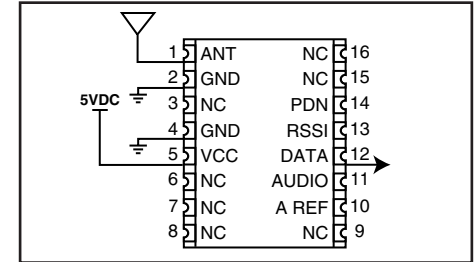 1 ANT NC 16
2 GND NC 15
5VDC 3 NC PDN 14
4 GND RSSI 13
5 VCC DATA 12
6 NC AUDIO 11
7 NC A REF 10
8 NC NC 9